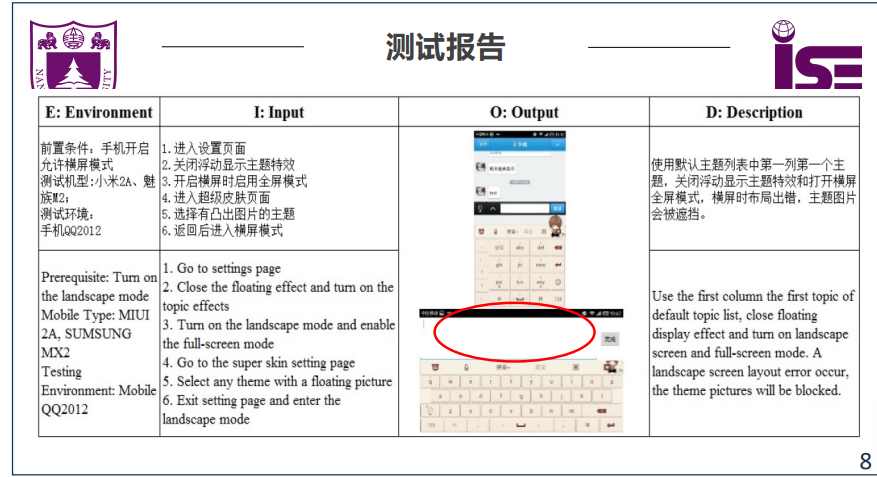 测试报告
NAN
ITY
ISE
E: Environment
I: Input
O: Output
D: Description
前置条件: 手机开启
允许横屏模式
测试机型:小米2A、魅
族M2;
测试环境:
手机QQ2012
1.进入设置页面
2.关闭浮动显示主题特效
3.开启横屏时启用全屏模式
4.进入超级皮肤页面
5.选择有凸出图片的主题
6.返回后进入横屏模式
使用默认主题列表中第一列第一个主
题, 关闭浮动显示主题特效和打开横屏
全屏模式, 横屏时布局出错, 主题图片
会被遮挡。
Prerequisite: Turn on
the landscape mode
Mobile Type: MIUI
2A, SUMSUNG
MX2
Testing
Environment: Mobile
QQ2012
1. Go to settings page
2. Close the floating effect and turn on the
topic effects
3. Turn on the landscape mode and enable
the full-screen mode
4. Go to the super skin setting page
5. Select any theme with a floating picture
6. Exit setting page and enter the
landscape mode
完成
拼音
英文
q w e r t y u i o p
a s d f g h j k l
z x c v b n m
Use the first column the first topic of
default topic list, close floating
display effect and turn on landscape
screen and full-screen mode. A
landscape screen layout error occur,
the theme pictures will be blocked.
8